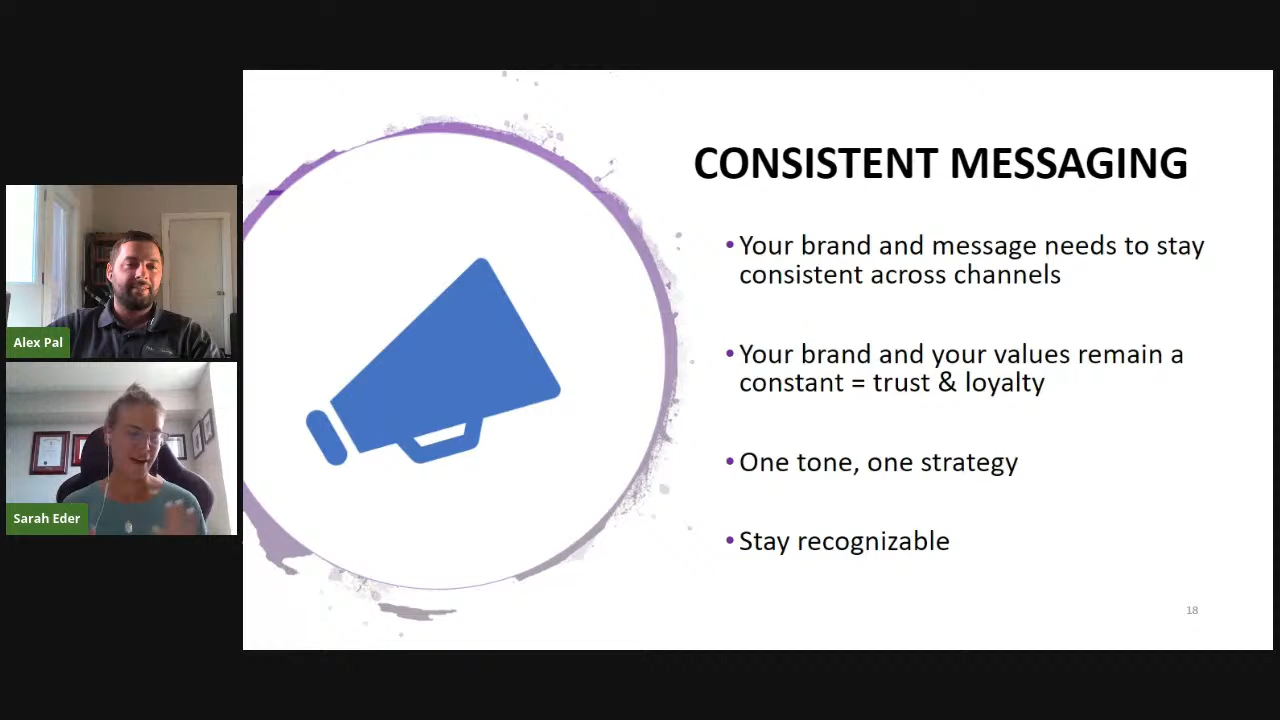 CONSISTENT MESSAGING
• Your brand and message needs to stay
consistent across channels
• Your brand and your values remain a
constant = trust & loyalty
• One tone, one strategy
• Stay recognizable
18
Alex Pal
Sarah Eder